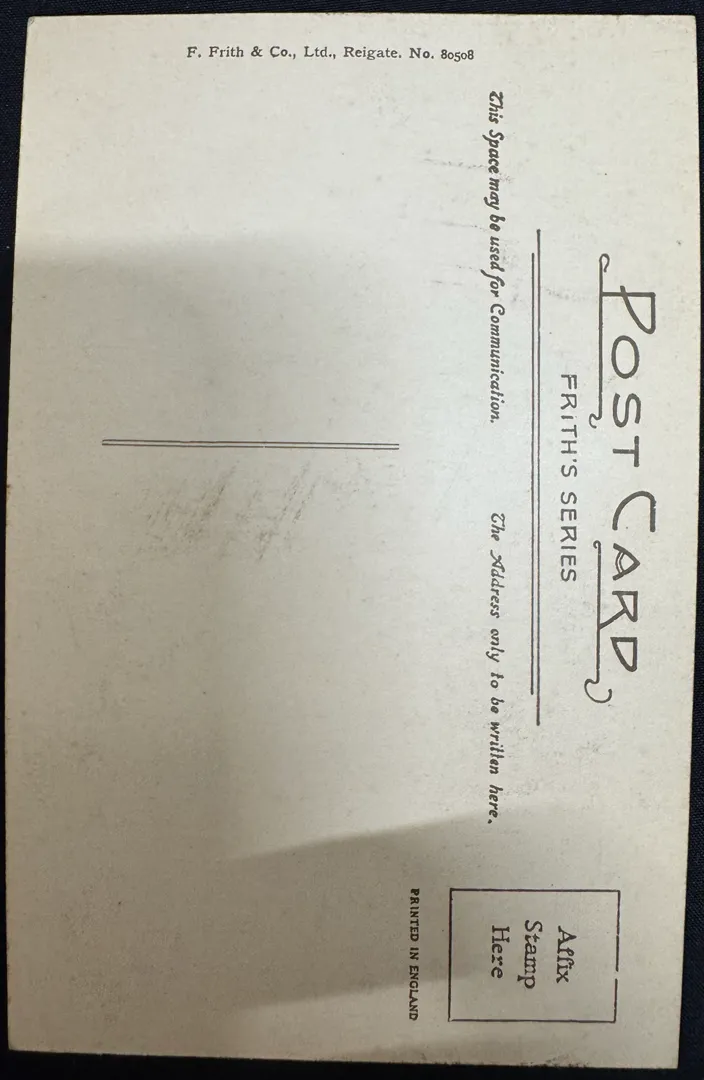 F. Frith & Co., Ltd., Reigate. No. 80508
POST CARD
FRITH'S SERIES
This Space may be used for Communication.
The Address only to be written here.
Affix
Stamp
Here
PRINTED IN ENGLAND